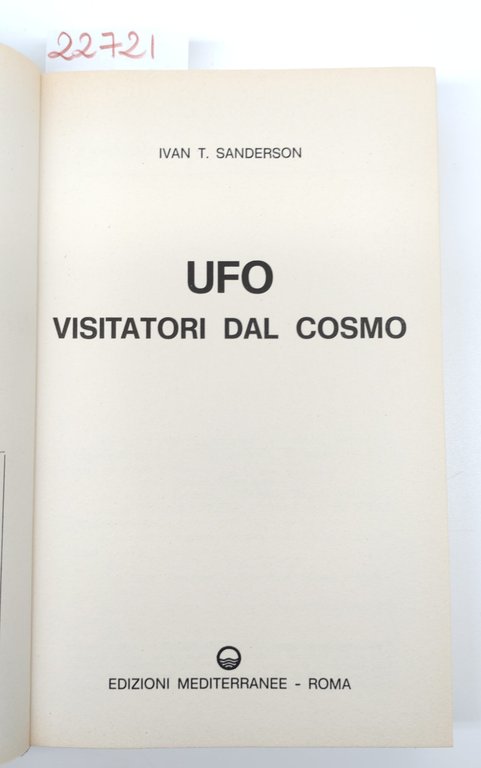 22721
IVAN T. SANDERSON
UFO
VISITATORI DAL COSMO
EDIZIONI MEDITERRANEE - ROMA